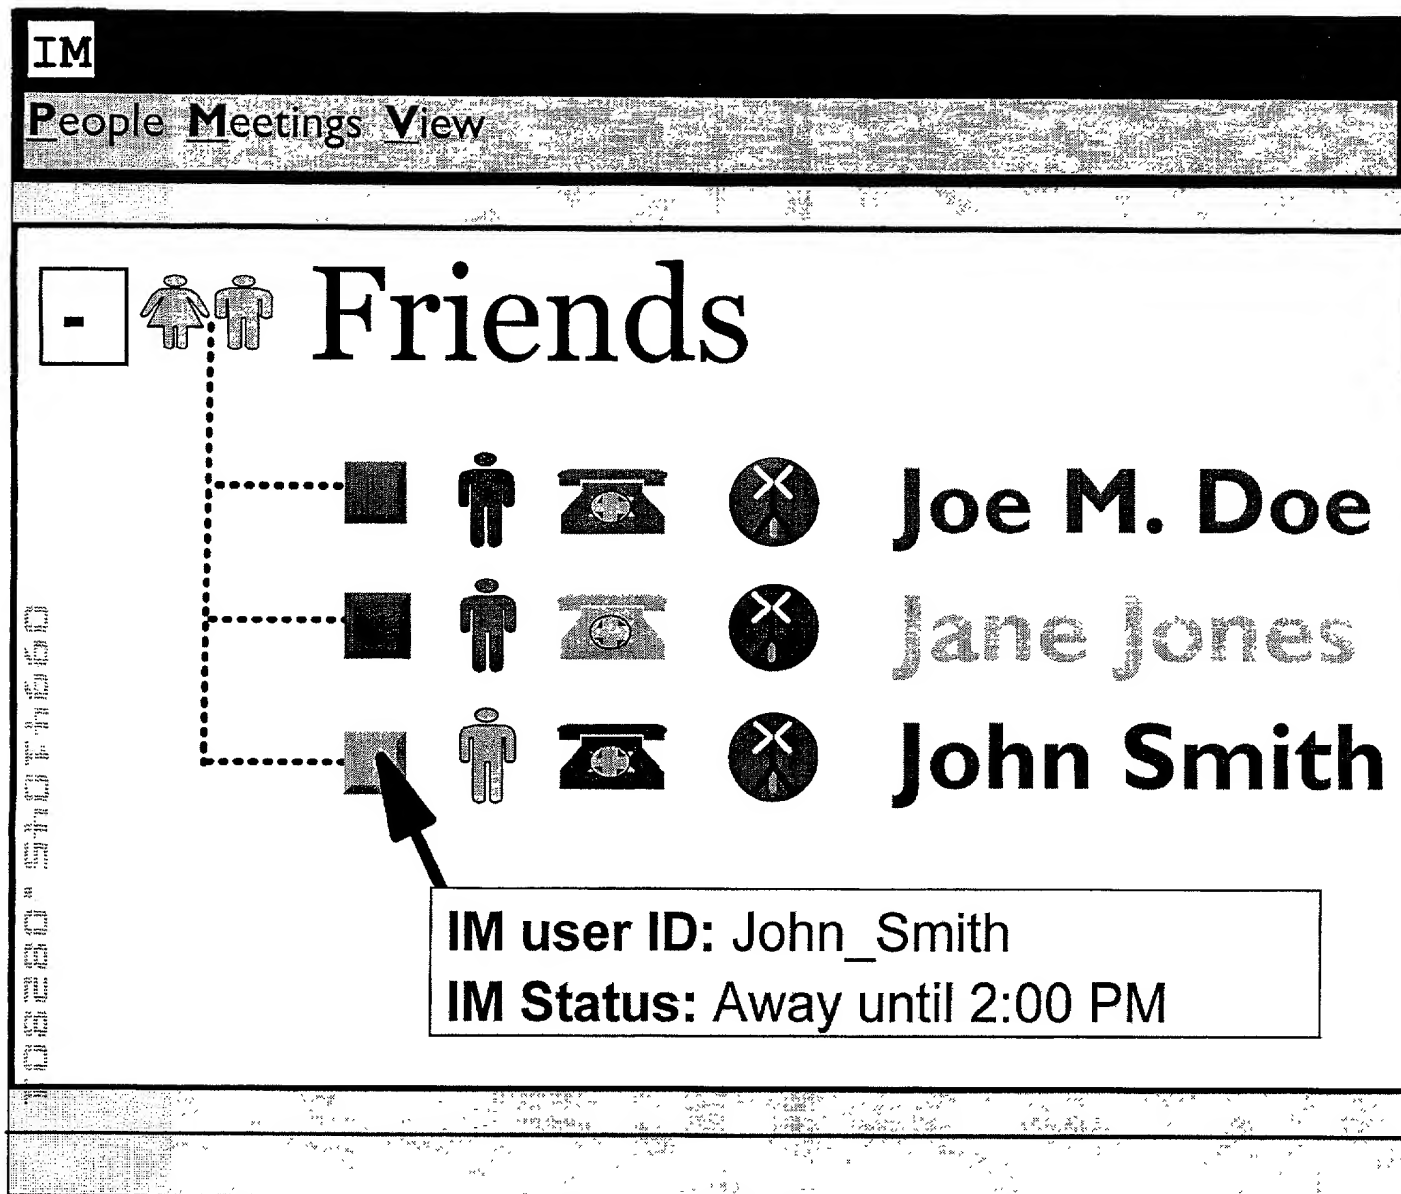 IM
People Meetings View
- Friends
Joe M. Doe
Jane Jones
John Smith
IM user ID: John_Smith
IM Status: Away until 2:00 PM